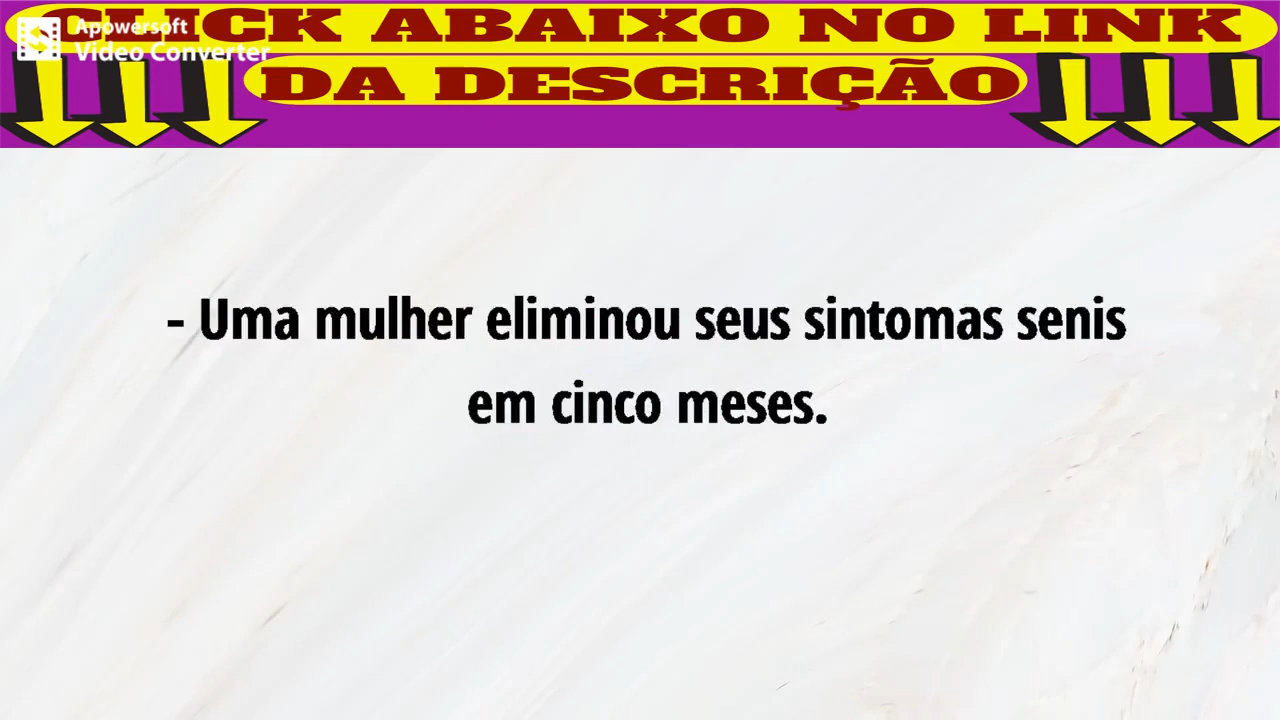 CLICK ABAIXO NO LINK
Apowersoft
Video Converter
DA DESCRIÇÃO
- Uma mulher eliminou seus sintomas senis
em cinco meses.